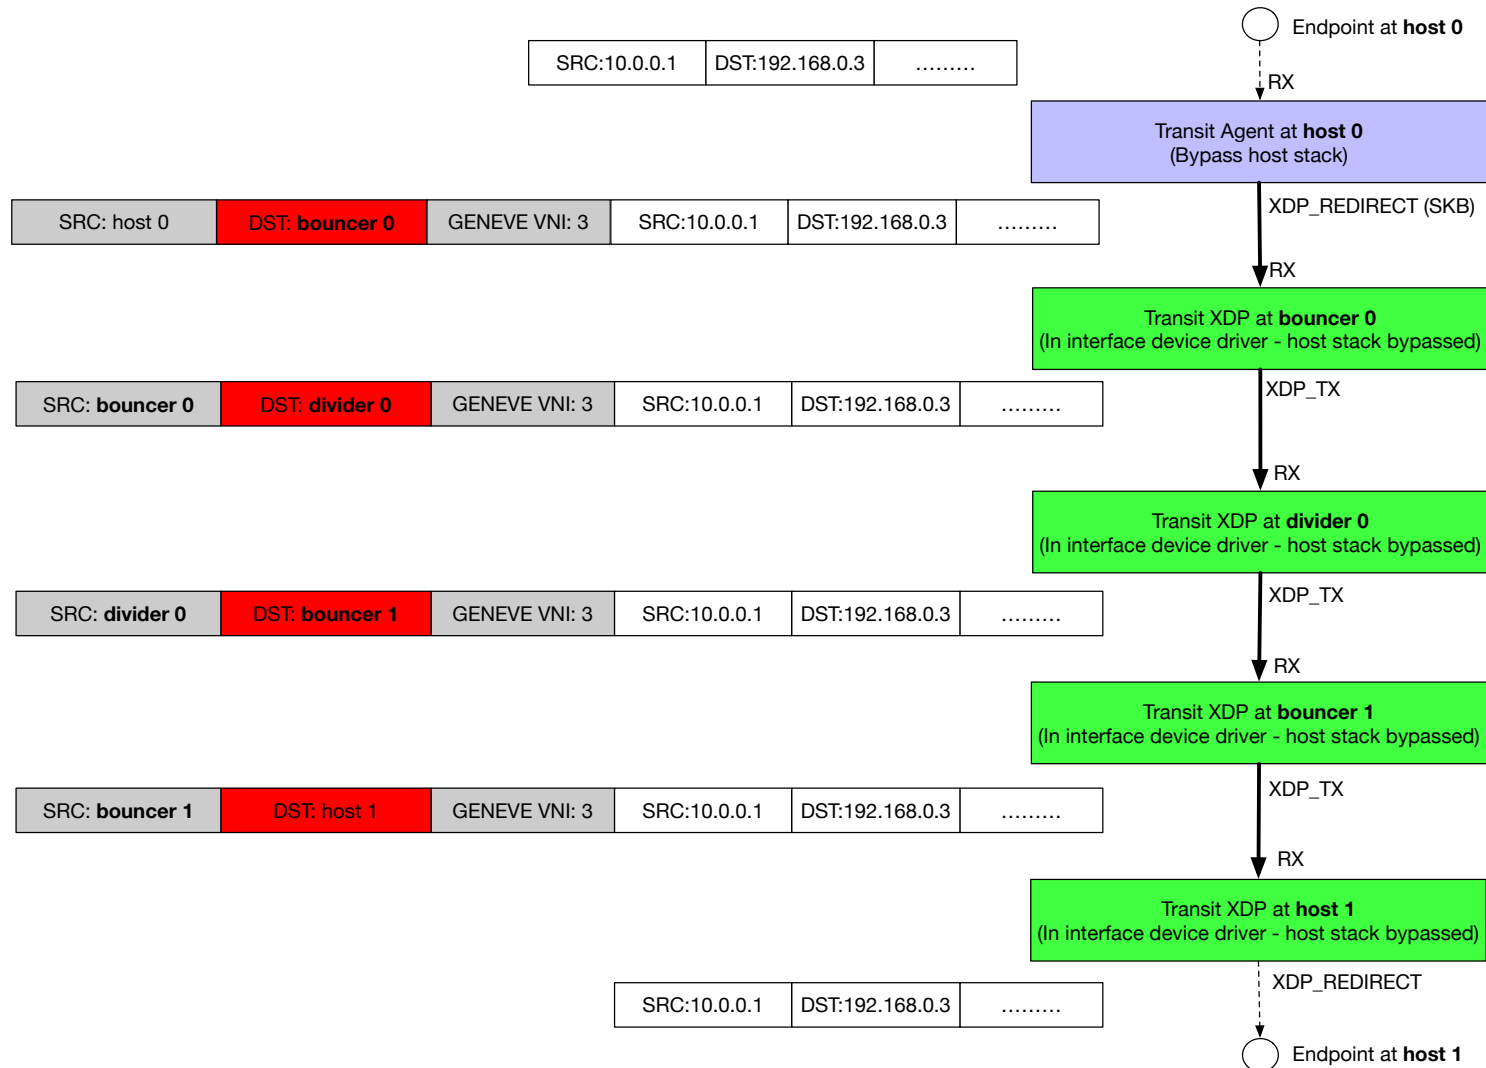 Endpoint at host 0
SRC:10.0.0.1 DST:192.168.0.3 .........
RX
Transit Agent at host 0
(Bypass host stack)
XDP_REDIRECT (SKB)
SRC: host 0 DST: bouncer 0 GENEVE VNI: 3 SRC:10.0.0.1 DST:192.168.0.3 .........
RX
Transit XDP at bouncer 0
(In interface device driver - host stack bypassed)
XDP_TX
SRC: bouncer 0 DST: divider 0 GENEVE VNI: 3 SRC:10.0.0.1 DST:192.168.0.3 .........
RX
Transit XDP at divider 0
(In interface device driver - host stack bypassed)
XDP_TX
SRC: divider 0 DST: bouncer 1 GENEVE VNI: 3 SRC:10.0.0.1 DST:192.168.0.3 .........
RX
Transit XDP at bouncer 1
(In interface device driver - host stack bypassed)
XDP_TX
SRC: bouncer 1 DST: host 1 GENEVE VNI: 3 SRC:10.0.0.1 DST:192.168.0.3 .........
RX
Transit XDP at host 1
(In interface device driver - host stack bypassed)
XDP_REDIRECT
SRC:10.0.0.1 DST:192.168.0.3 .........
Endpoint at host 1